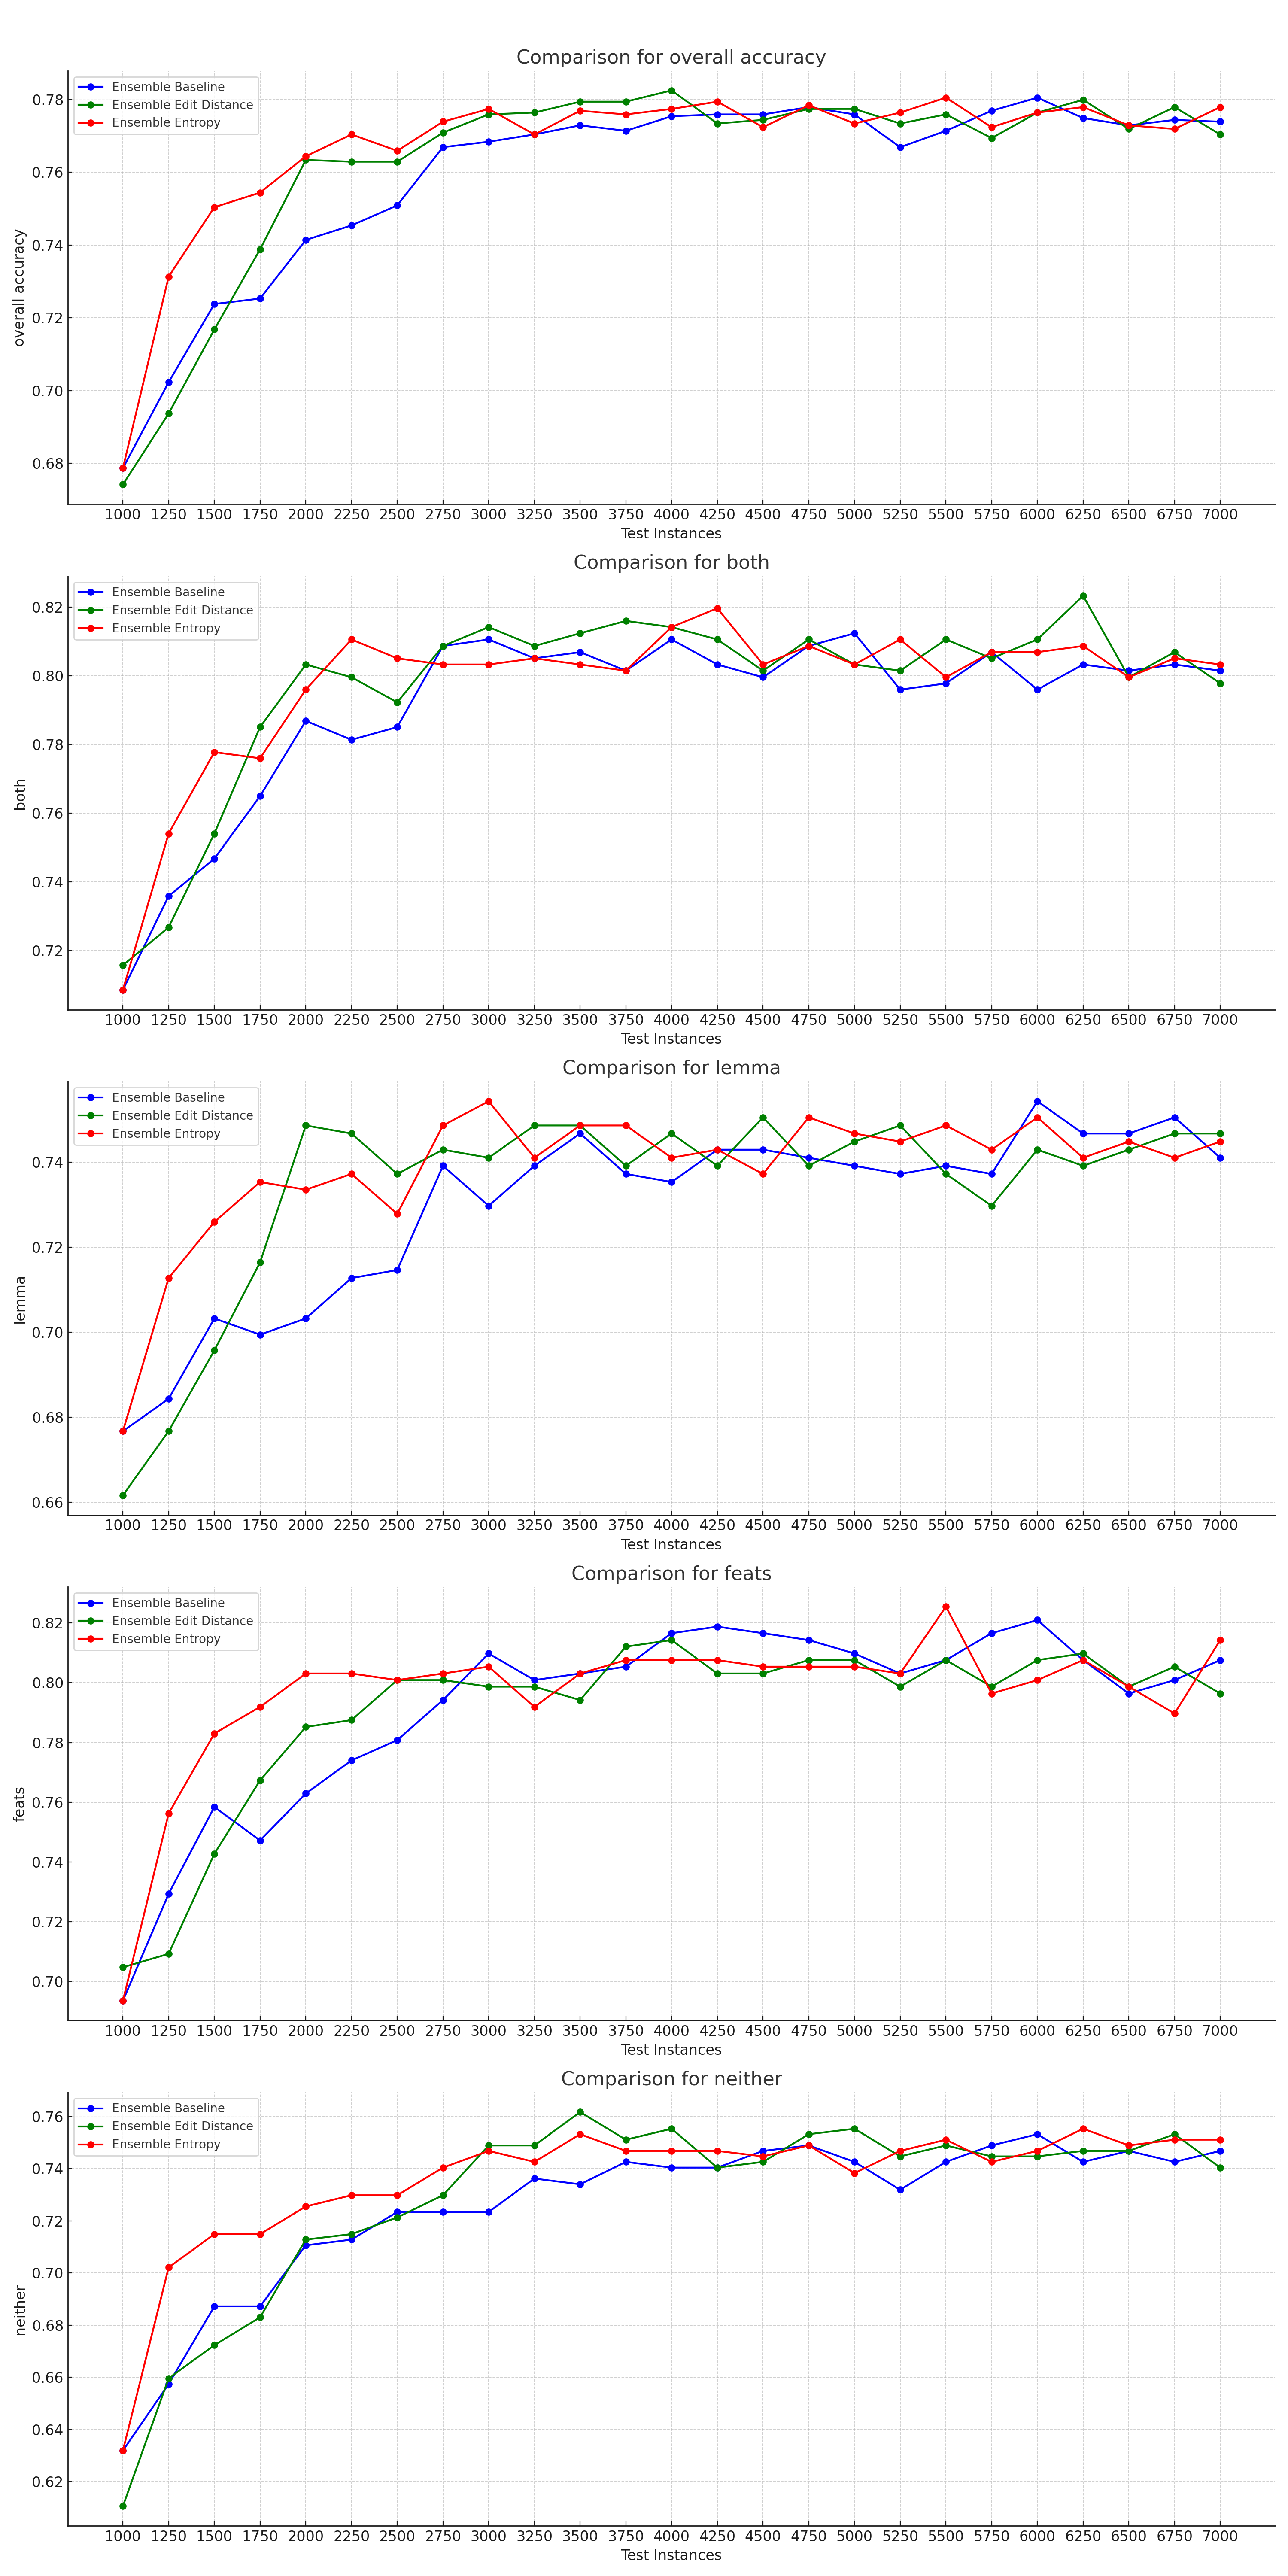 Comparison for overall accuracy
Ensemble Baseline
Ensemble Edit Distance
Ensemble Entropy
0.78
0.76
0.74
0.72
0.70
0.68
overall accuracy
1000 1250 1500 1750 2000 2250 2500 2750 3000 3250 3500 3750 4000 4250 4500 4750 5000 5250 5500 5750 6000 6250 6500 6750 7000
Test Instances
Comparison for both
Ensemble Baseline
Ensemble Edit Distance
Ensemble Entropy
0.82
0.80
0.78
0.76
0.74
0.72
both
1000 1250 1500 1750 2000 2250 2500 2750 3000 3250 3500 3750 4000 4250 4500 4750 5000 5250 5500 5750 6000 6250 6500 6750 7000
Test Instances
Comparison for lemma
Ensemble Baseline
Ensemble Edit Distance
Ensemble Entropy
0.74
0.72
0.70
0.68
0.66
lemma
1000 1250 1500 1750 2000 2250 2500 2750 3000 3250 3500 3750 4000 4250 4500 4750 5000 5250 5500 5750 6000 6250 6500 6750 7000
Test Instances
Comparison for feats
Ensemble Baseline
Ensemble Edit Distance
Ensemble Entropy
0.82
0.80
0.78
0.76
0.74
0.72
0.70
feats
1000 1250 1500 1750 2000 2250 2500 2750 3000 3250 3500 3750 4000 4250 4500 4750 5000 5250 5500 5750 6000 6250 6500 6750 7000
Test Instances
Comparison for neither
Ensemble Baseline
Ensemble Edit Distance
Ensemble Entropy
0.76
0.74
0.72
0.70
0.68
0.66
0.64
0.62
neither
1000 1250 1500 1750 2000 2250 2500 2750 3000 3250 3500 3750 4000 4250 4500 4750 5000 5250 5500 5750 6000 6250 6500 6750 7000
Test Instances